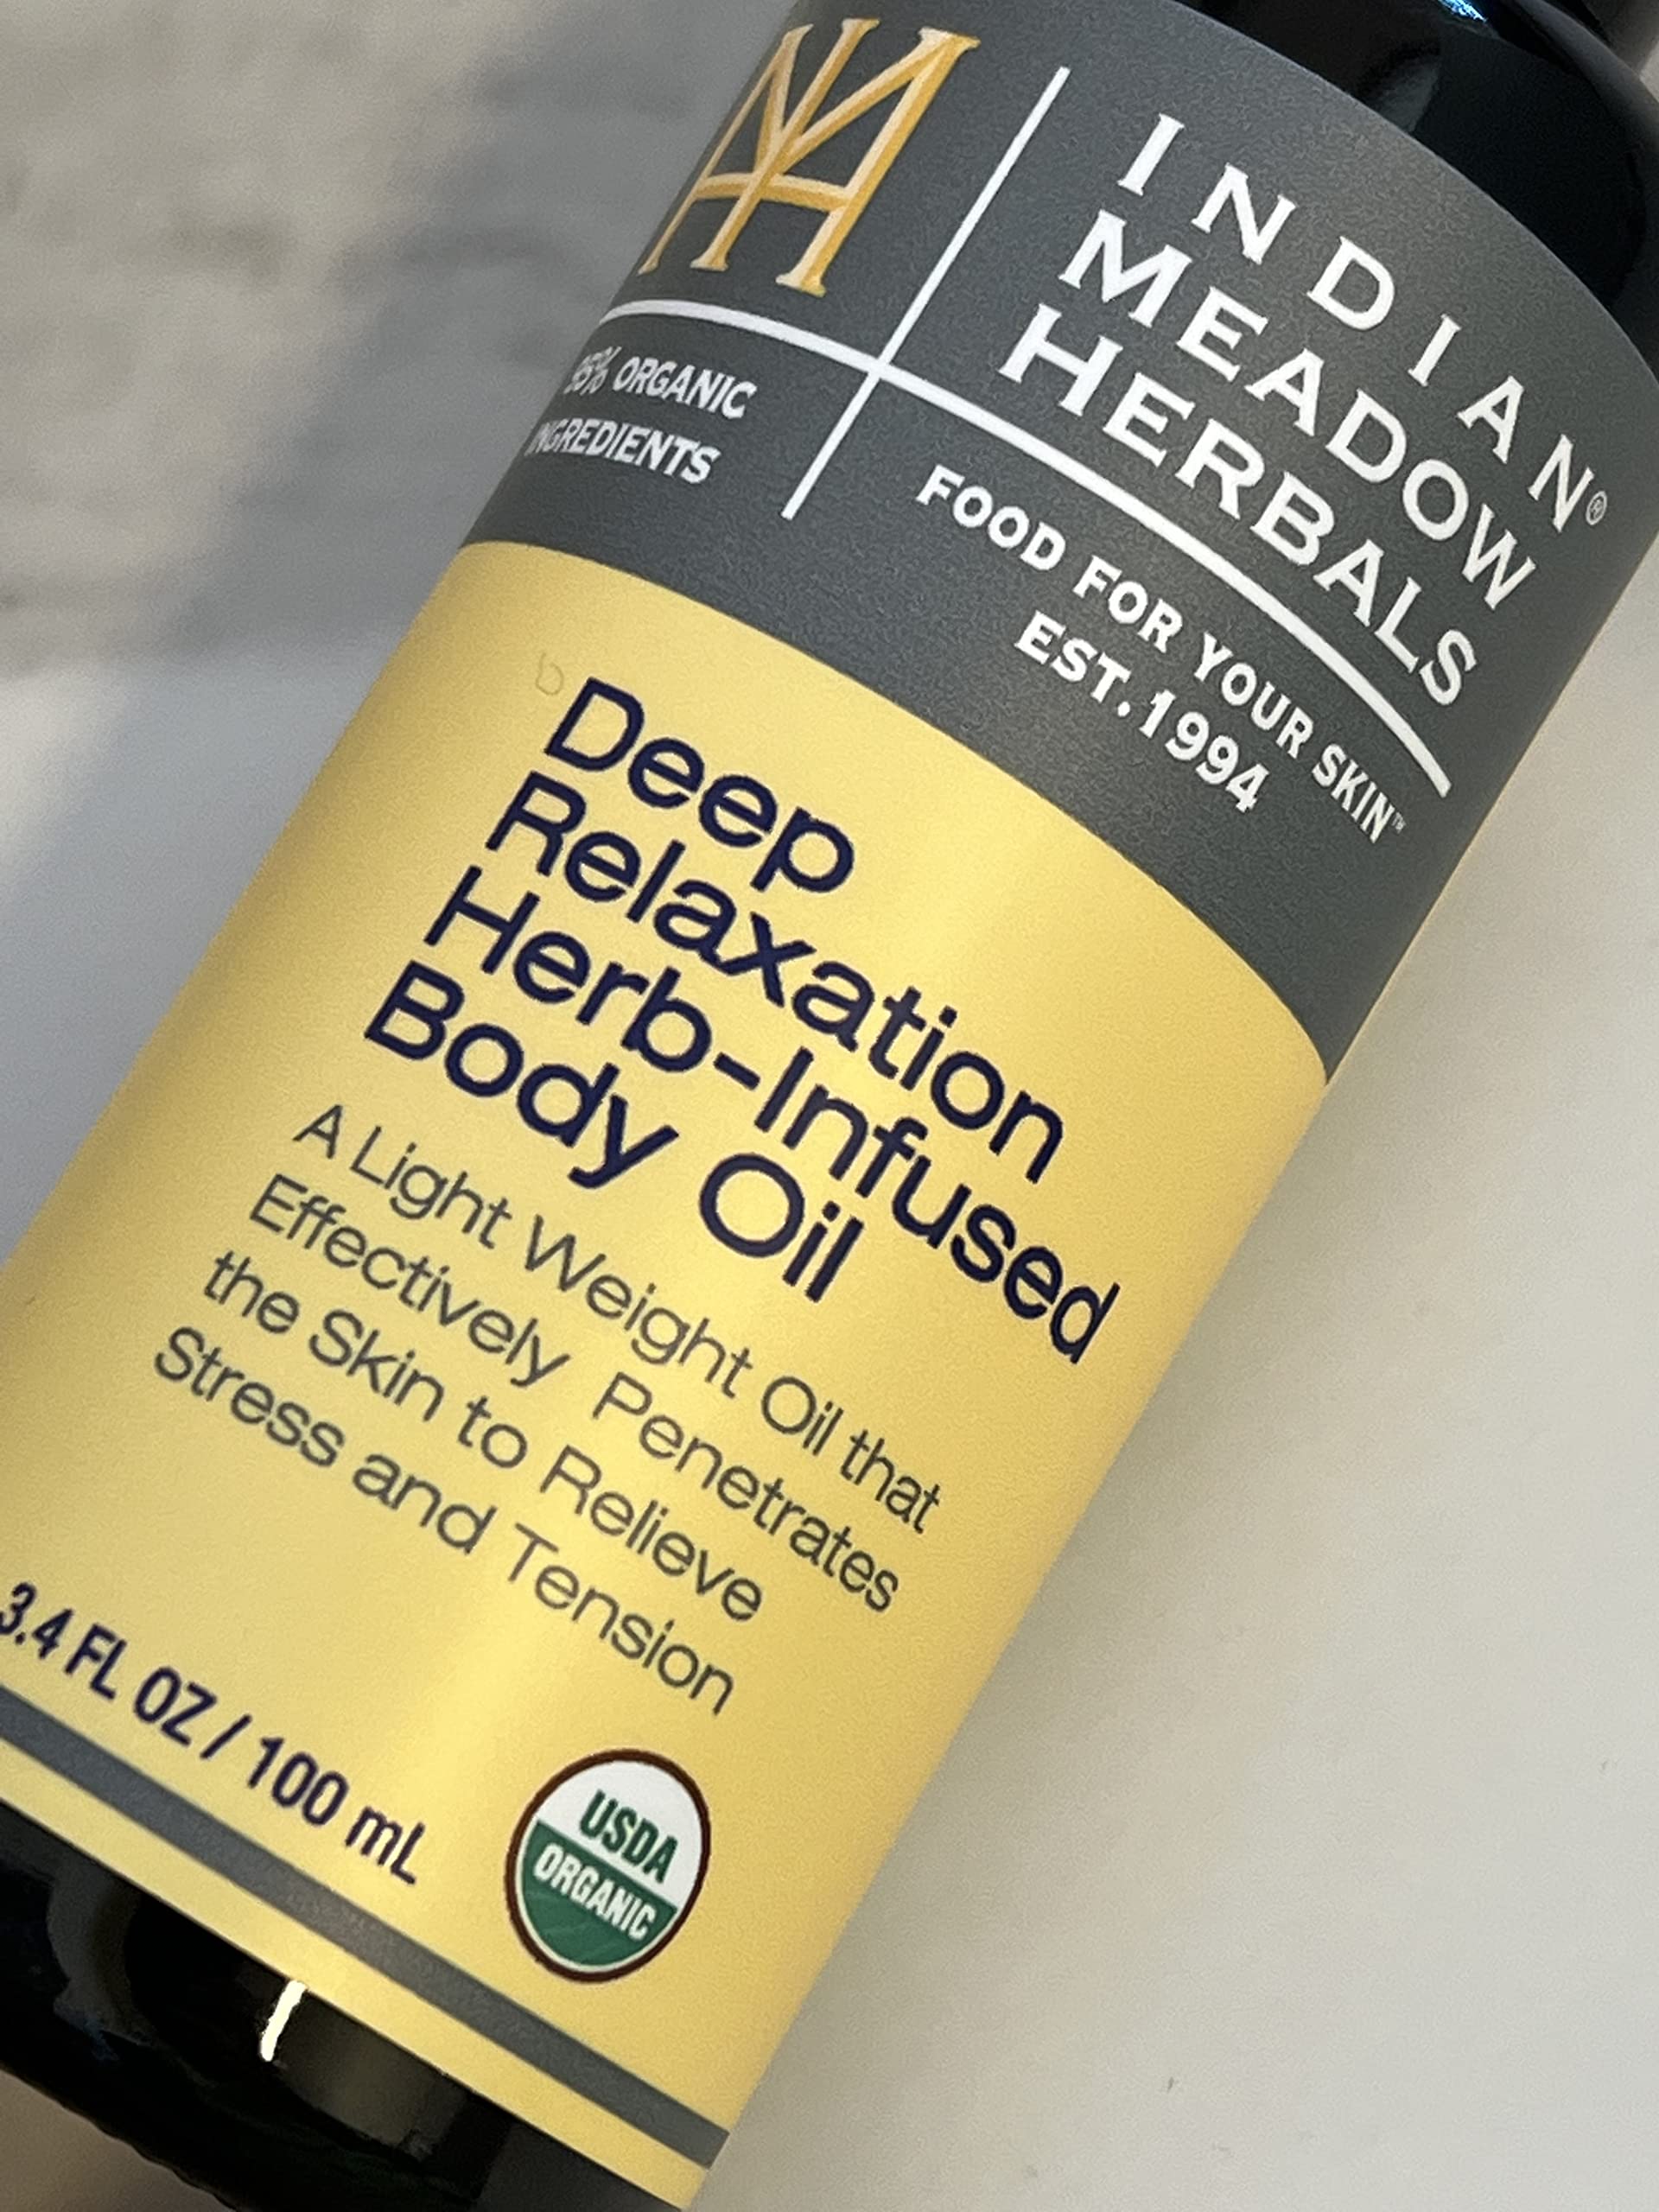 INDIAN®
MEADOW
HERBALS
ORGANIC
INGREDIENTS
FOOD FOR YOUR SKIN™
EST. 1994
Deep
Relaxation
Herb-Infused
Body Oil
A Light Weight Oil that
Effectively Penetrates
the Skin to Relieve
Stress and Tension
3.4 FL OZ / 100 mL
USDA
ORGANIC